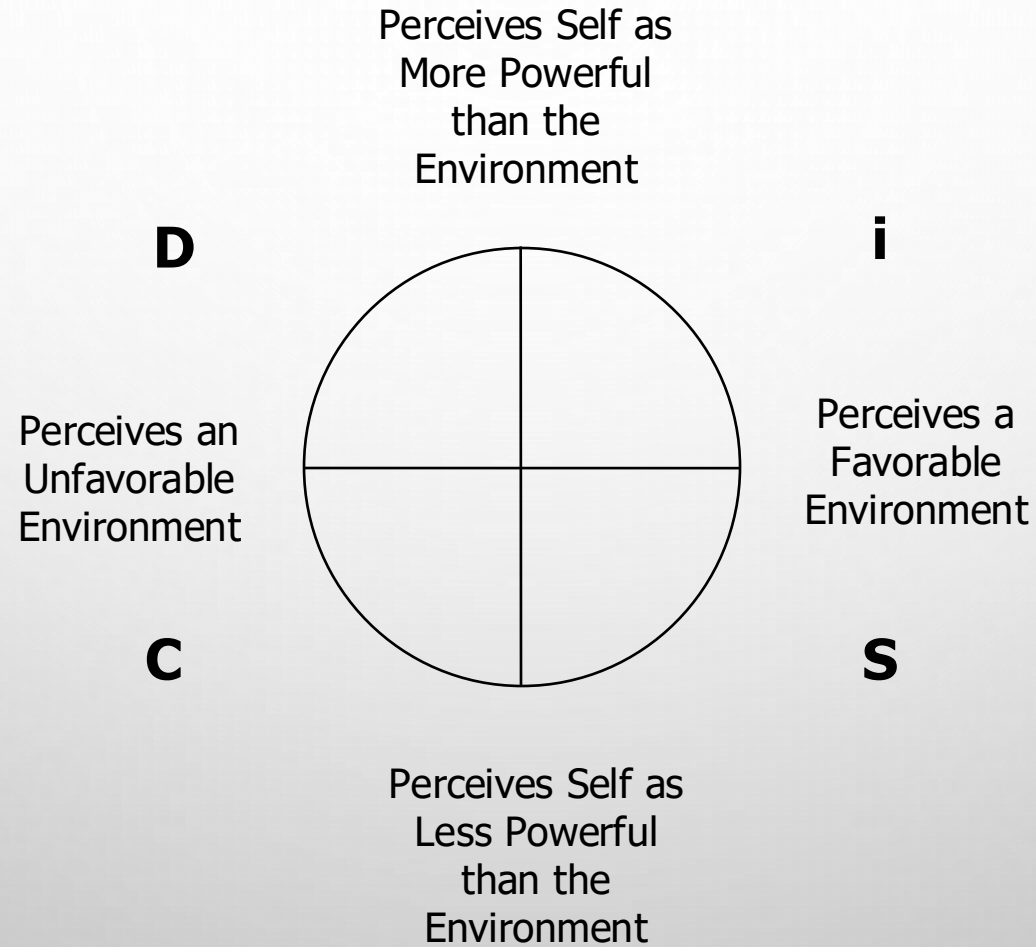 Perceives Self as
More Powerful
than the
Environment
D
i
Perceives an
Unfavorable
Environment
Perceives a
Favorable
Environment
C
S
Perceives Self as
Less Powerful
than the
Environment